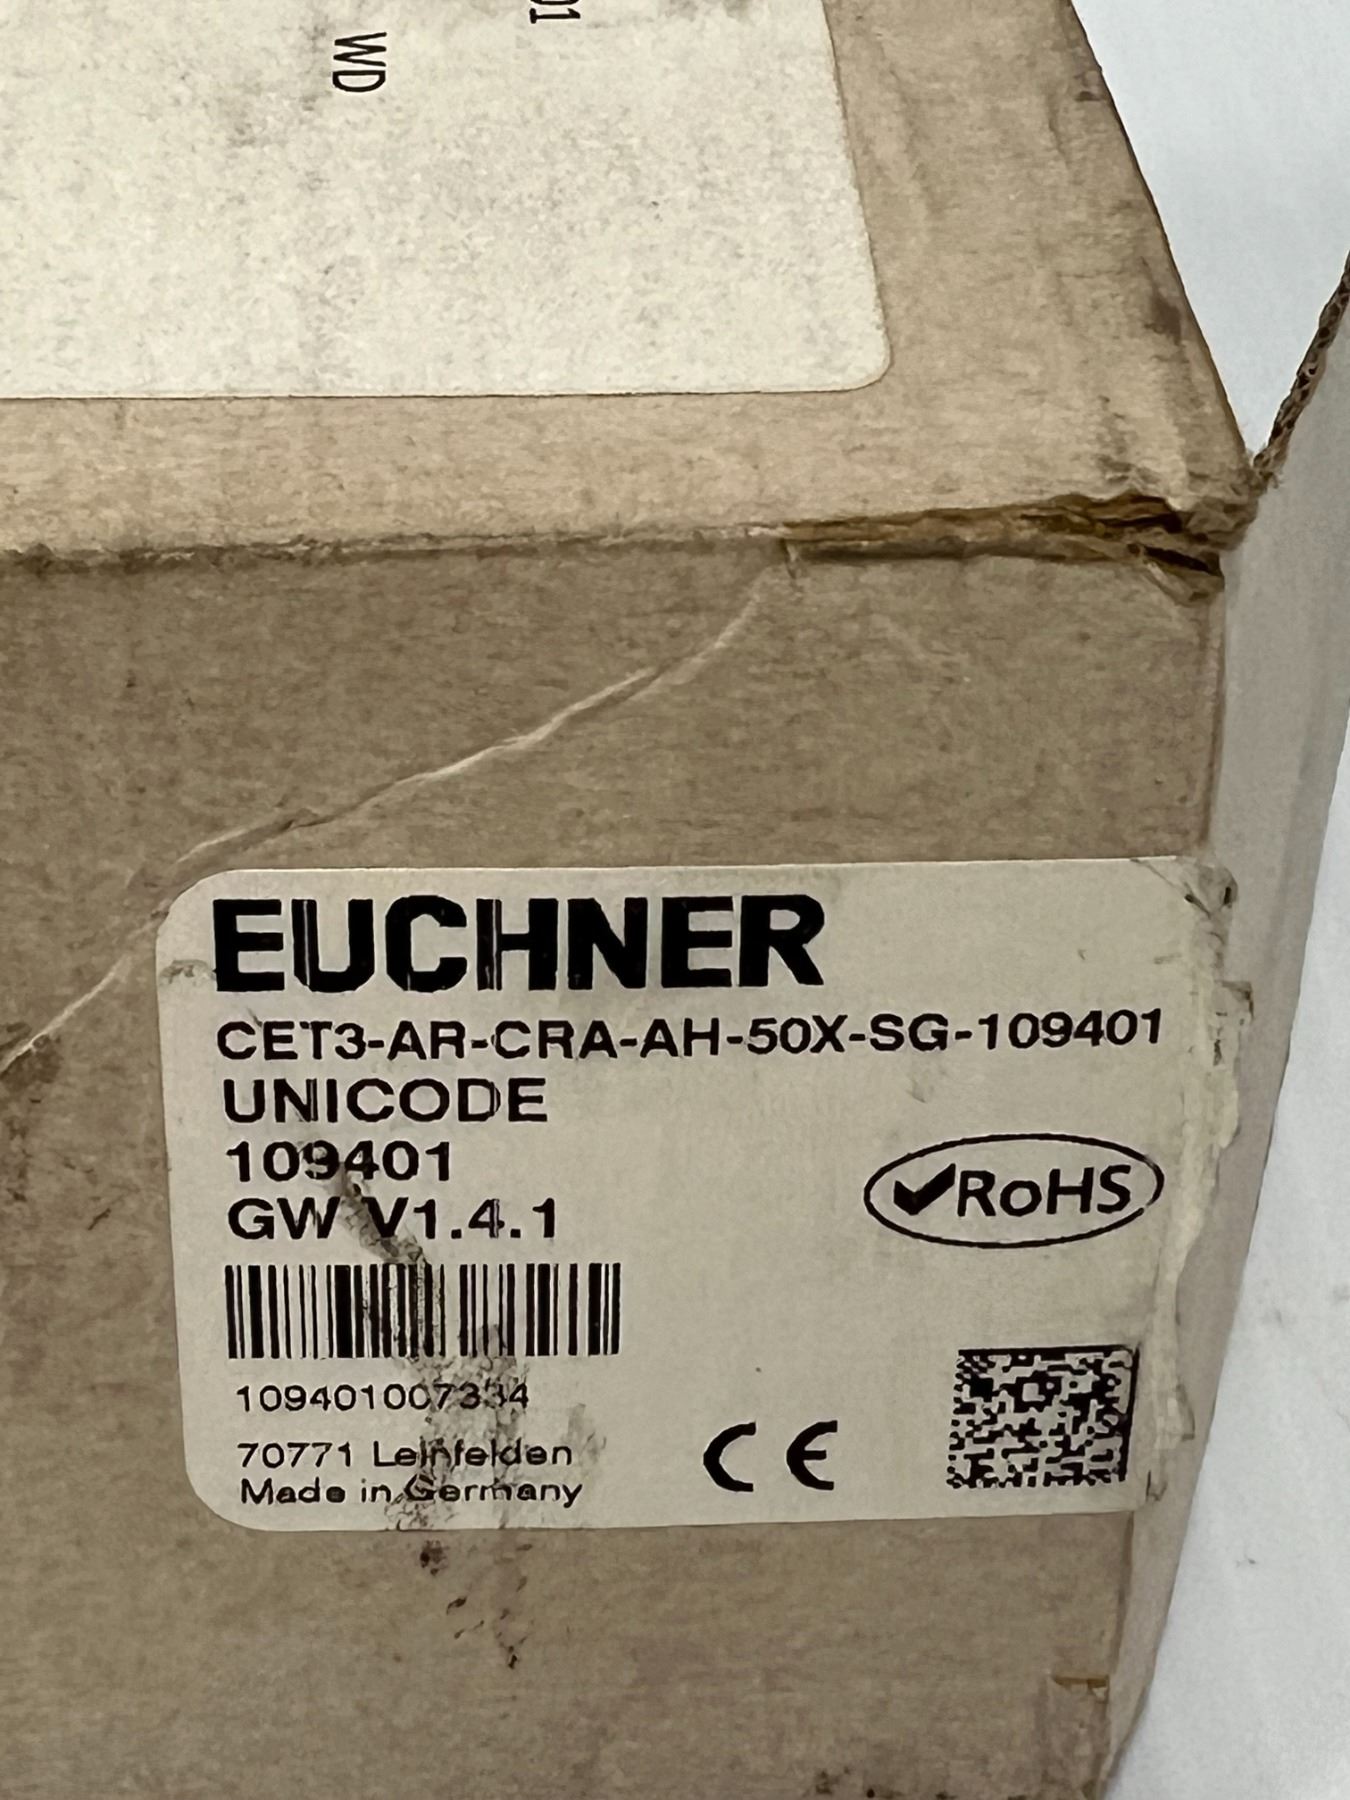 01
WD
EUCHNER
CET3-AR-CRA-AH-50X-SG-109401
UNICODE
109401
GW V1.4.1
RoHS
109401007334
70771 Leinfelden
Made in Germany
CE